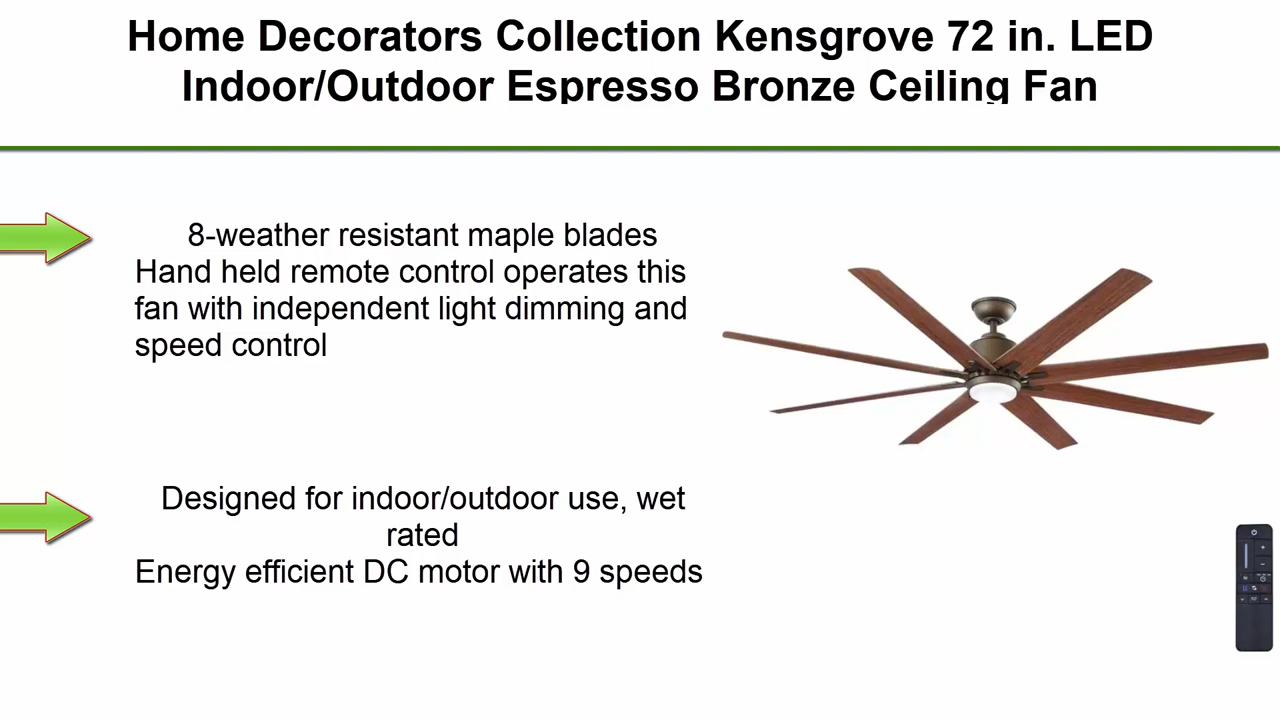 Home Decorators Collection Kensgrove 72 in. LED
Indoor/Outdoor Espresso Bronze Ceiling Fan
8-weather resistant maple blades
Hand held remote control operates this
fan with independent light dimming and
speed control
Designed for indoor/outdoor use, wet
rated
Energy efficient DC motor with 9 speeds